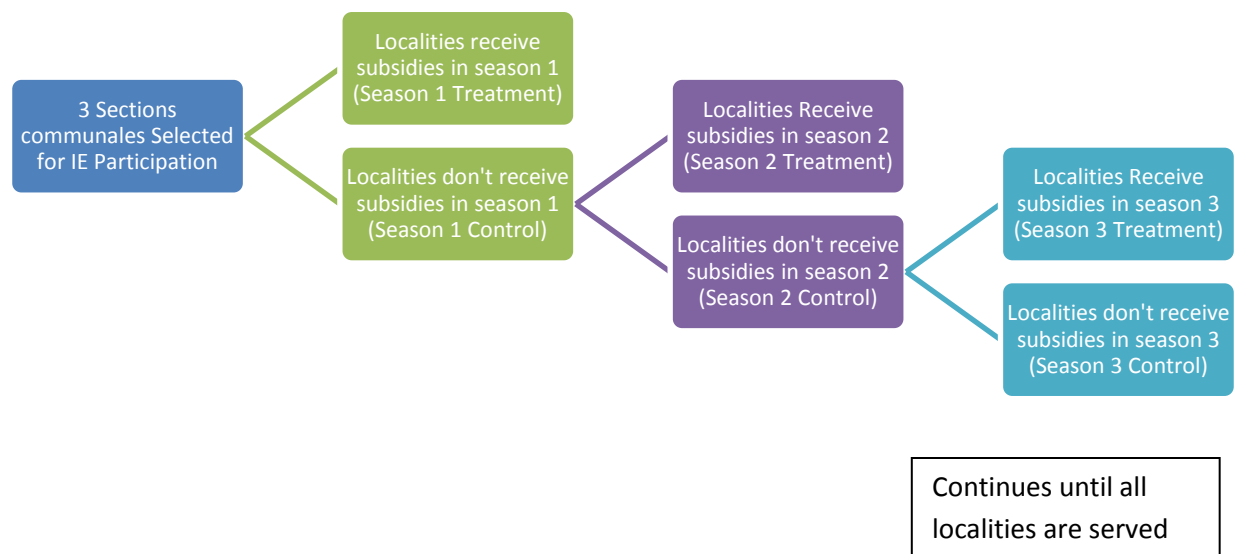 3 Sections
communales Selected
for IE Participation
Localities receive
subsidies in season 1
(Season 1 Treatment)
Localities don't receive
subsidies in season 1
(Season 1 Control)
Localities Receive
subsidies in season 2
(Season 2 Treatment)
Localities don't receive
subsidies in season 2
(Season 2 Control)
Localities Receive
subsidies in season 3
(Season 3 Treatment)
Localities don't receive
subsidies in season 3
(Season 3 Control)
Continues until all
localities are served